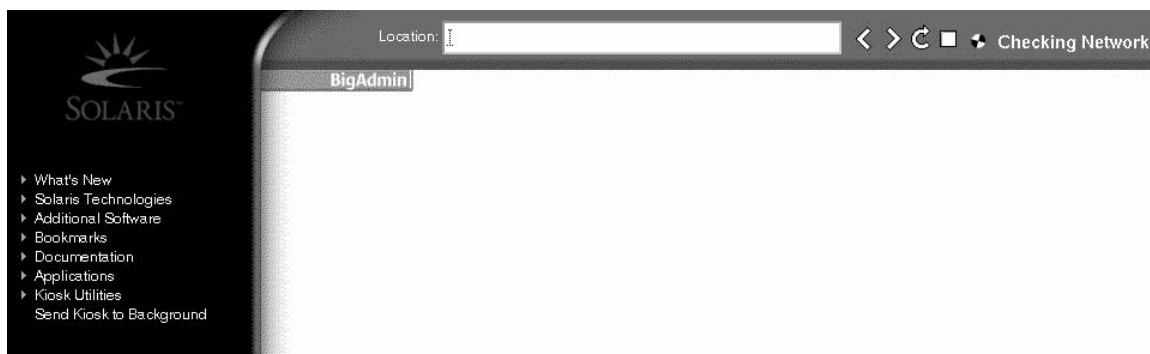 Location:
Checking Network
BigAdmin
SOLARIS™
What's New
Solaris Technologies
Additional Software
Bookmarks
Documentation
Applications
Kiosk Utilities
Send Kiosk to Background